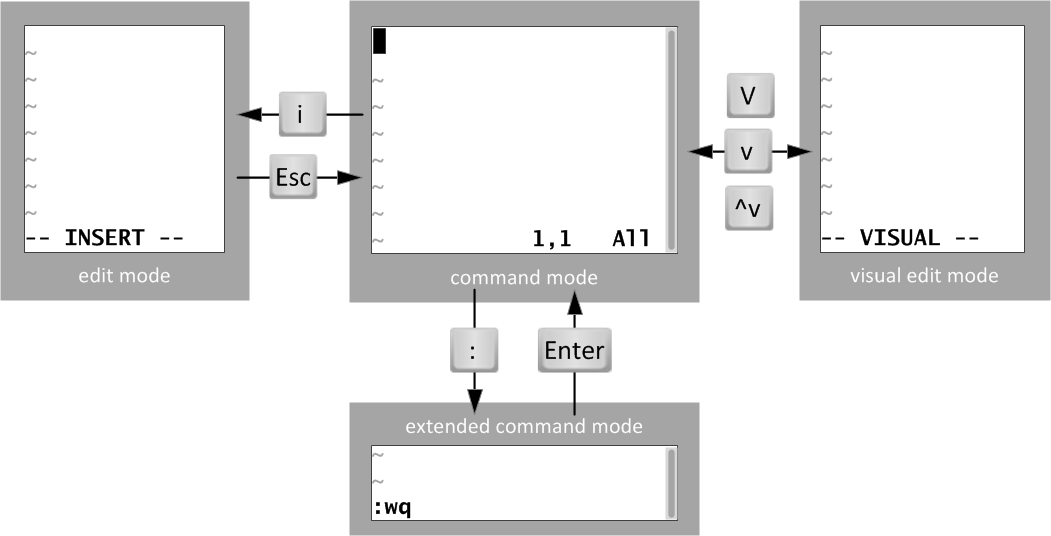 ~
~
~
~
~
~
~
-- INSERT --
edit mode
i
Esc
~
~
~
~
~
~
~
1,1 All
command mode
V
v
^v
~
~
~
~
~
~
~
-- VISUAL --
visual edit mode
:
Enter
extended command mode
~
~
:wq